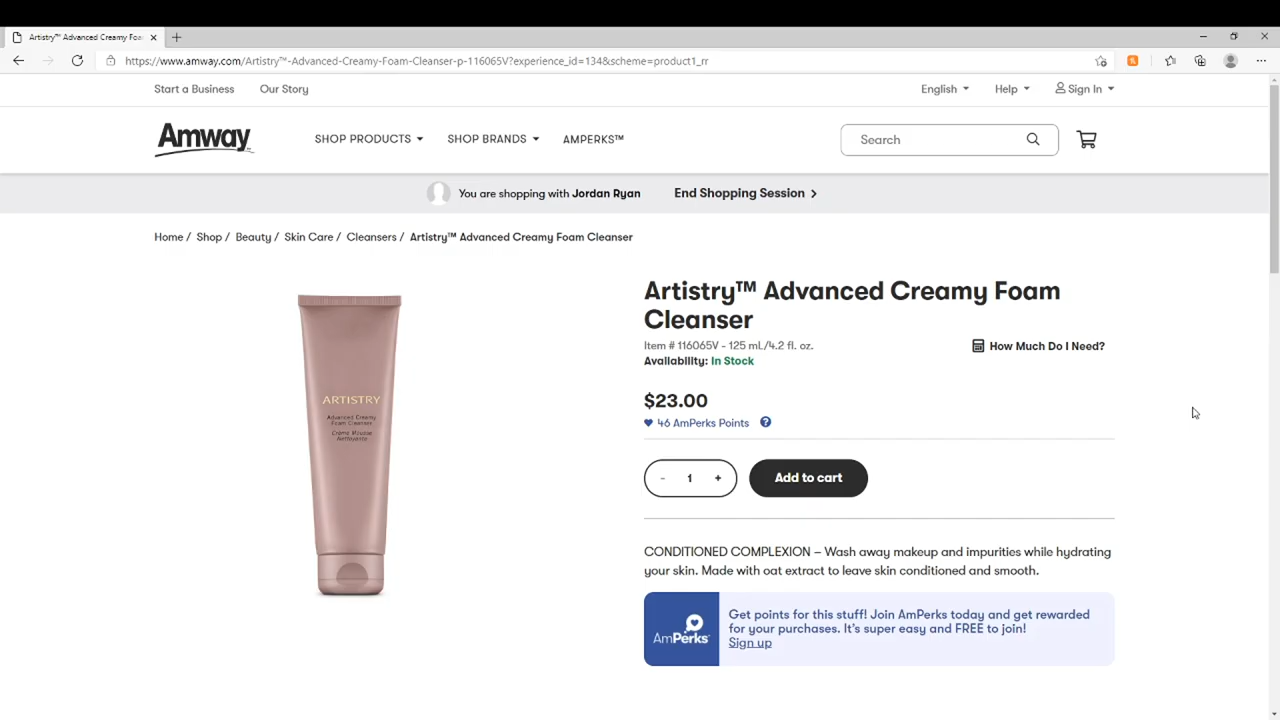 Artistry™ Advanced Creamy Foa
https://www.amway.com/Artistry™-Advanced-Creamy-Foam-Cleanser-p-116065V?experience_id=134&scheme=product1_rr
Start a Business
Our Story
English
Help
Sign In
Amway
SHOP PRODUCTS
SHOP BRANDS
AMPERKS™
Search
You are shopping with Jordan Ryan
End Shopping Session
Home / Shop / Beauty / Skin Care / Cleansers / Artistry™ Advanced Creamy Foam Cleanser
ARTISTRY
Advanced Creamy
Foam Cleanser
Crème Mousse
Nettoyante
Artistry™ Advanced Creamy Foam
Cleanser
Item # 116065V - 125 mL/4.2 fl. oz.
How Much Do I Need?
Availability: In Stock
$23.00
46 AmPerks Points ?
- 1 +
Add to cart
CONDITIONED COMPLEXION – Wash away makeup and impurities while hydrating
your skin. Made with oat extract to leave skin conditioned and smooth.
AmPerks
Get points for this stuff! Join AmPerks today and get rewarded
for your purchases. It's super easy and FREE to join!
Sign up